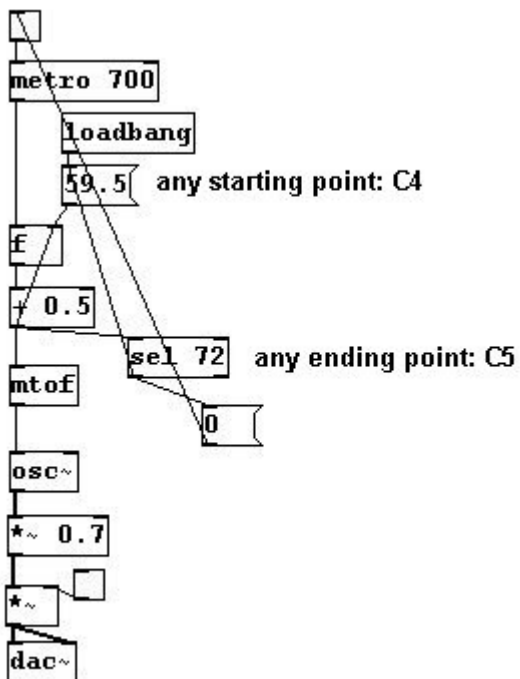 metro 700
loadbang
59.5 any starting point: C4
f
+ 0.5
sel 72 any ending point: C5
mtof
0
osc~
*~ 0.7
*~
dac~